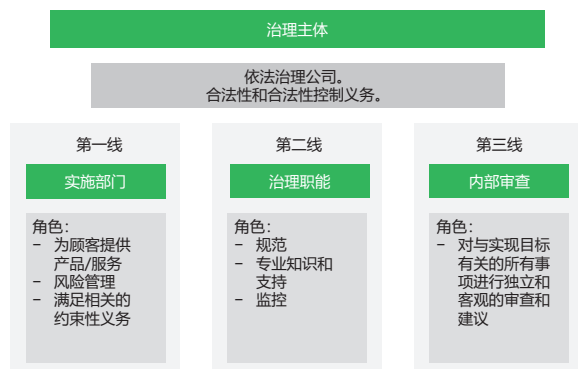 治理主体
依法治理公司。
合法性和合法性控制义务。
第一线
实施部门
角色：
- 为顾客提供
产品/服务
- 风险管理
- 满足相关的
约束性义务
第二线
治理职能
角色：
- 规范
- 专业知识和
支持
- 监控
第三线
内部审查
角色：
- 对与实现目标
有关的所有事
项进行独立和
客观的审查和
建议